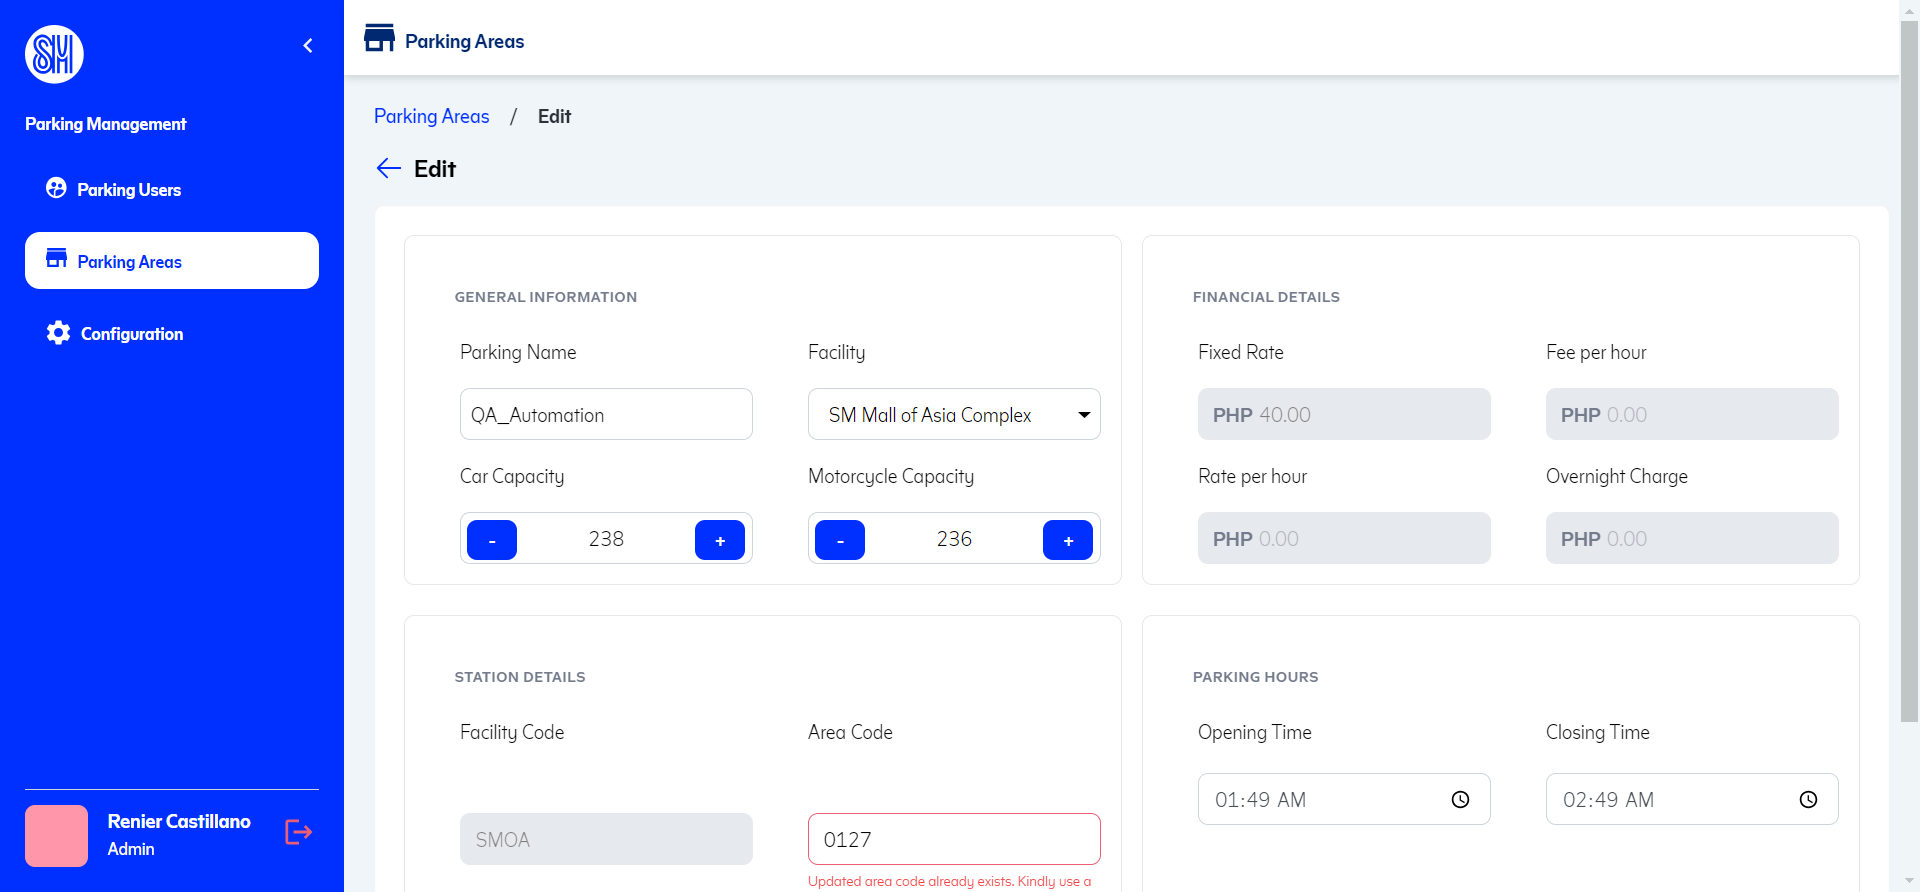 SM
Parking Management
Parking Users
Parking Areas
Configuration
Renier Castillano
Admin
Parking Areas
Parking Areas / Edit
Edit
GENERAL INFORMATION
Parking Name
Facility
QA_Automation
SM Mall of Asia Complex
Car Capacity
Motorcycle Capacity
- 238 +
- 236 +
FINANCIAL DETAILS
Fixed Rate
Fee per hour
PHP 40.00
PHP 0.00
Rate per hour
Overnight Charge
PHP 0.00
PHP 0.00
STATION DETAILS
Facility Code
Area Code
SMOA
0127
Updated area code already exists. Kindly use a
PARKING HOURS
Opening Time
Closing Time
01:49 AM
02:49 AM